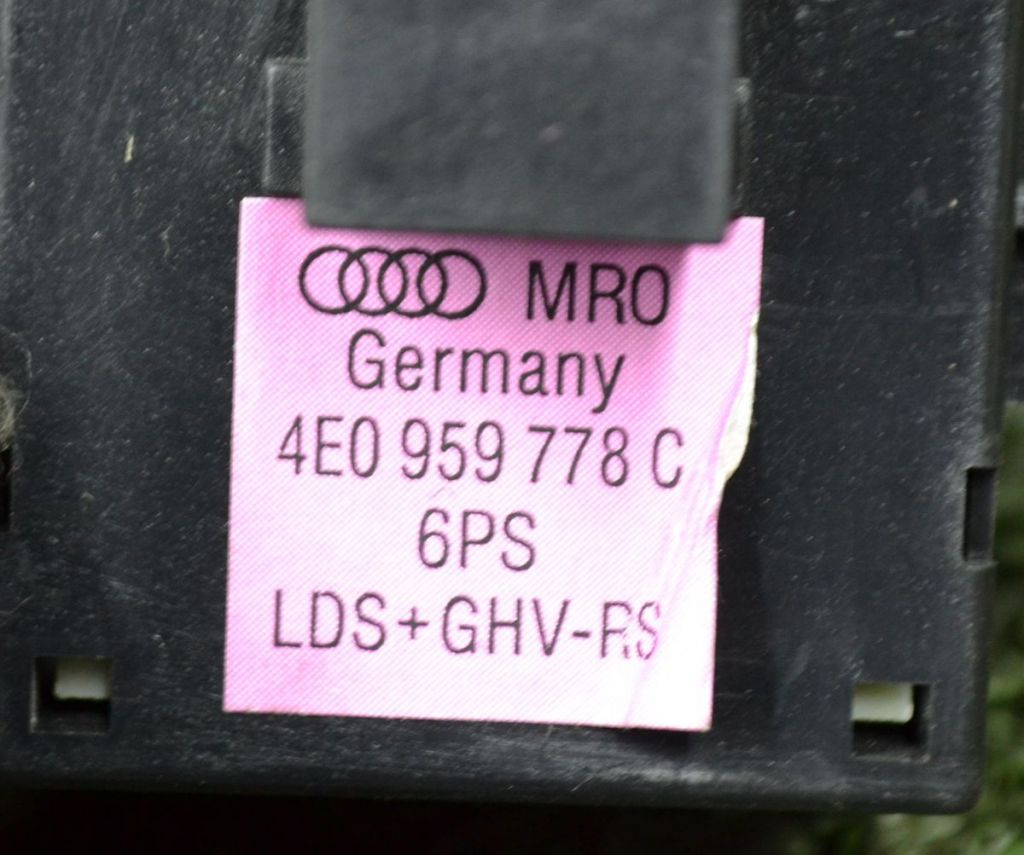 MRO
Germany
4E0 959 778 C
6PS
LDS+GHV-RS